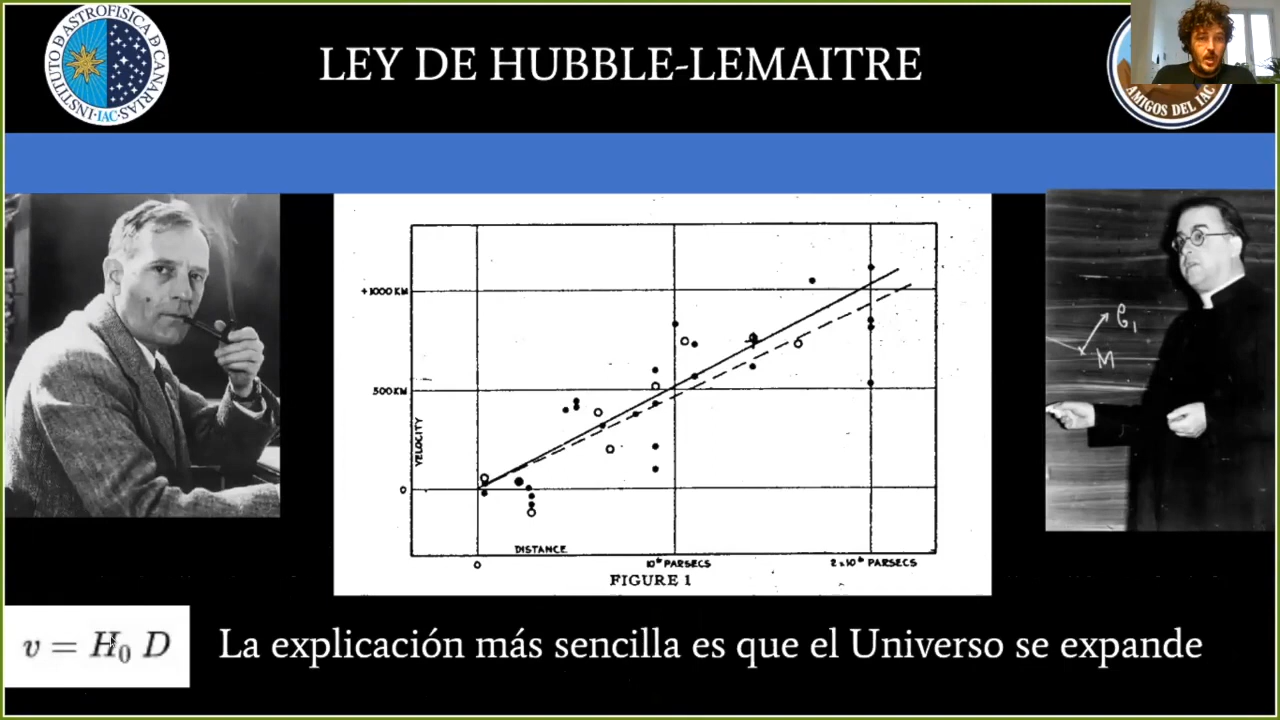 INSTITUTO DE ASTROFISICA DE CANARIAS
·IAC·
LEY DE HUBBLE-LEMAITRE
AMIGOS DEL IAC
+1000 KM
500 KM
VELOCITY
0
DISTANCE
0
10⁶ PARSECS
2 x 10⁶ PARSECS
FIGURE 1
ℓ₁
M
v = H₀ D
La explicación más sencilla es que el Universo se expande